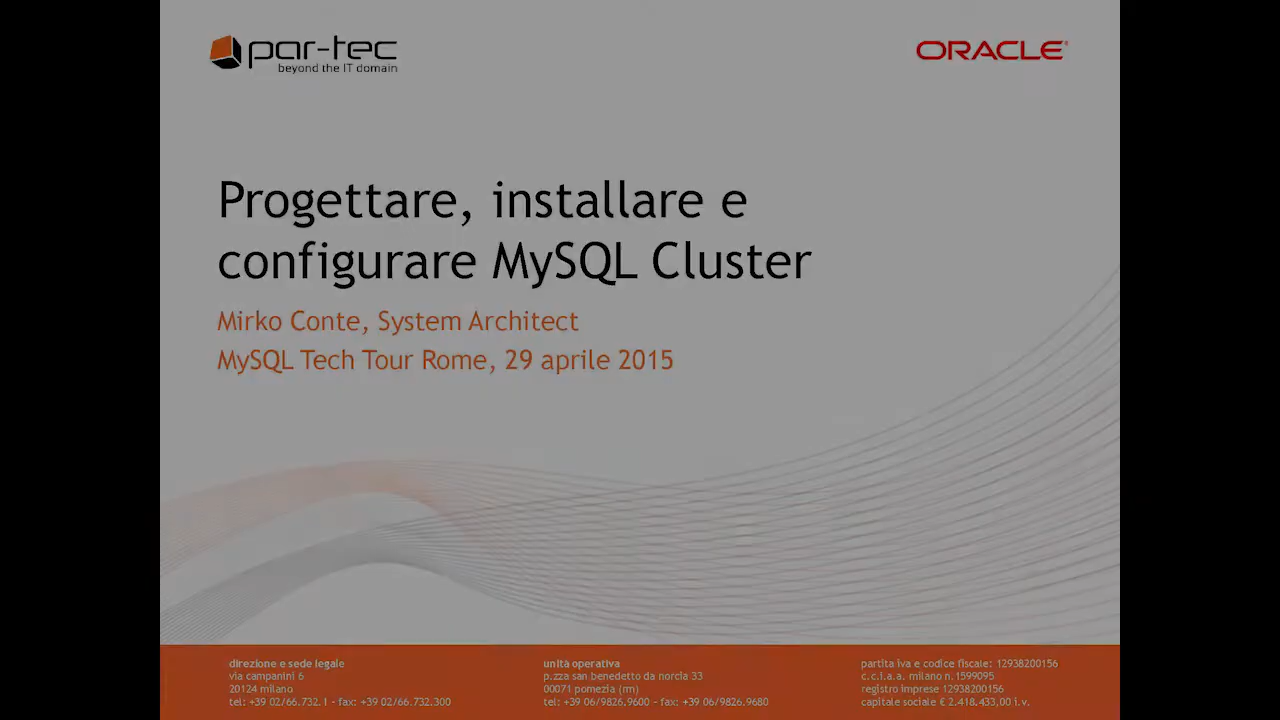 par-tec
beyond the IT domain
ORACLE
Progettare, installare e
configurare MySQL Cluster
Mirko Conte, System Architect
MySQL Tech Tour Rome, 29 aprile 2015
direzione e sede legale
via campanini 6
20124 milano
tel: +39 02/66.732.1 - fax: +39 02/66.732.300
unità operativa
p.zza san benedetto da norcia 33
00071 pomezia (rm)
tel: +39 06/9826.9600 - fax: +39 06/9826.9680
partita iva e codice fiscale: 12938200156
c.c.i.a.a. milano n.1599095
registro imprese 12938200156
capitale sociale € 2.418.433,00 i.v.